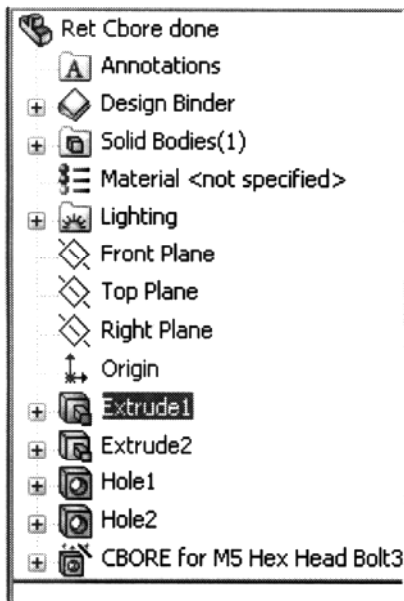 Ret Cbore done
A Annotations
Design Binder
Solid Bodies(1)
Material <not specified>
Lighting
Front Plane
Top Plane
Right Plane
Origin
Extrude1
Extrude2
Hole1
Hole2
CBORE for M5 Hex Head Bolt3